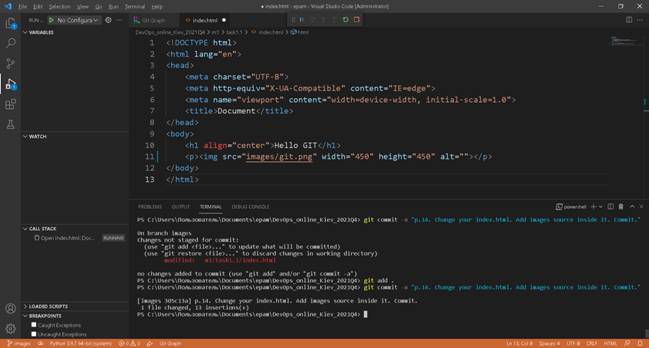 File Edit Selection View Go Run Terminal Help
index.html - epam - Visual Studio Code [Administrator]
RUN ... No Configura
Git Graph
index.html
VARIABLES
DevOps_online_Kiev_2021Q4 > m1 > task1.1 > index.html > html
1 <!DOCTYPE html>
2 <html lang="en">
3 <head>
4 <meta charset="UTF-8">
5 <meta http-equiv="X-UA-Compatible" content="IE=edge">
6 <meta name="viewport" content="width=device-width, initial-scale=1.0">
7 <title>Document</title>
8 </head>
9 <body>
10 <h1 align="center">Hello GIT</h1>
11 <p><img src="images/git.png" width="450" height="450" alt=""></p>
12 </body>
13 </html>
WATCH
PROBLEMS OUTPUT TERMINAL DEBUG CONSOLE
powershell
PS C:\Users\Пользователь\Documents\epam\DevOps_online_Kiev_2021Q4> git commit -m "p.14. Change your index.html. Add images source inside it. Commit."
On branch images
Changes not staged for commit:
(use "git add <file>..." to update what will be committed)
(use "git restore <file>..." to discard changes in working directory)
modified: m1/task1.1/index.html
no changes added to commit (use "git add" and/or "git commit -a")
PS C:\Users\Пользователь\Documents\epam\DevOps_online_Kiev_2021Q4> git add .
PS C:\Users\Пользователь\Documents\epam\DevOps_online_Kiev_2021Q4> git commit -m "p.14. Change your index.html. Add images source inside it. Commit."
[images 305c13a] p.14. Change your index.html. Add images source inside it. Commit.
1 file changed, 13 insertions(+)
PS C:\Users\Пользователь\Documents\epam\DevOps_online_Kiev_2021Q4>
CALL STACK
Open index.html: Doc... RUNNING
LOADED SCRIPTS
BREAKPOINTS
Caught Exceptions
Uncaught Exceptions
images Python 3.9.7 64-bit (system) 0 0 Git Graph
Ln 13, Col 8 Spaces: 4 UTF-8 CRLF HTML